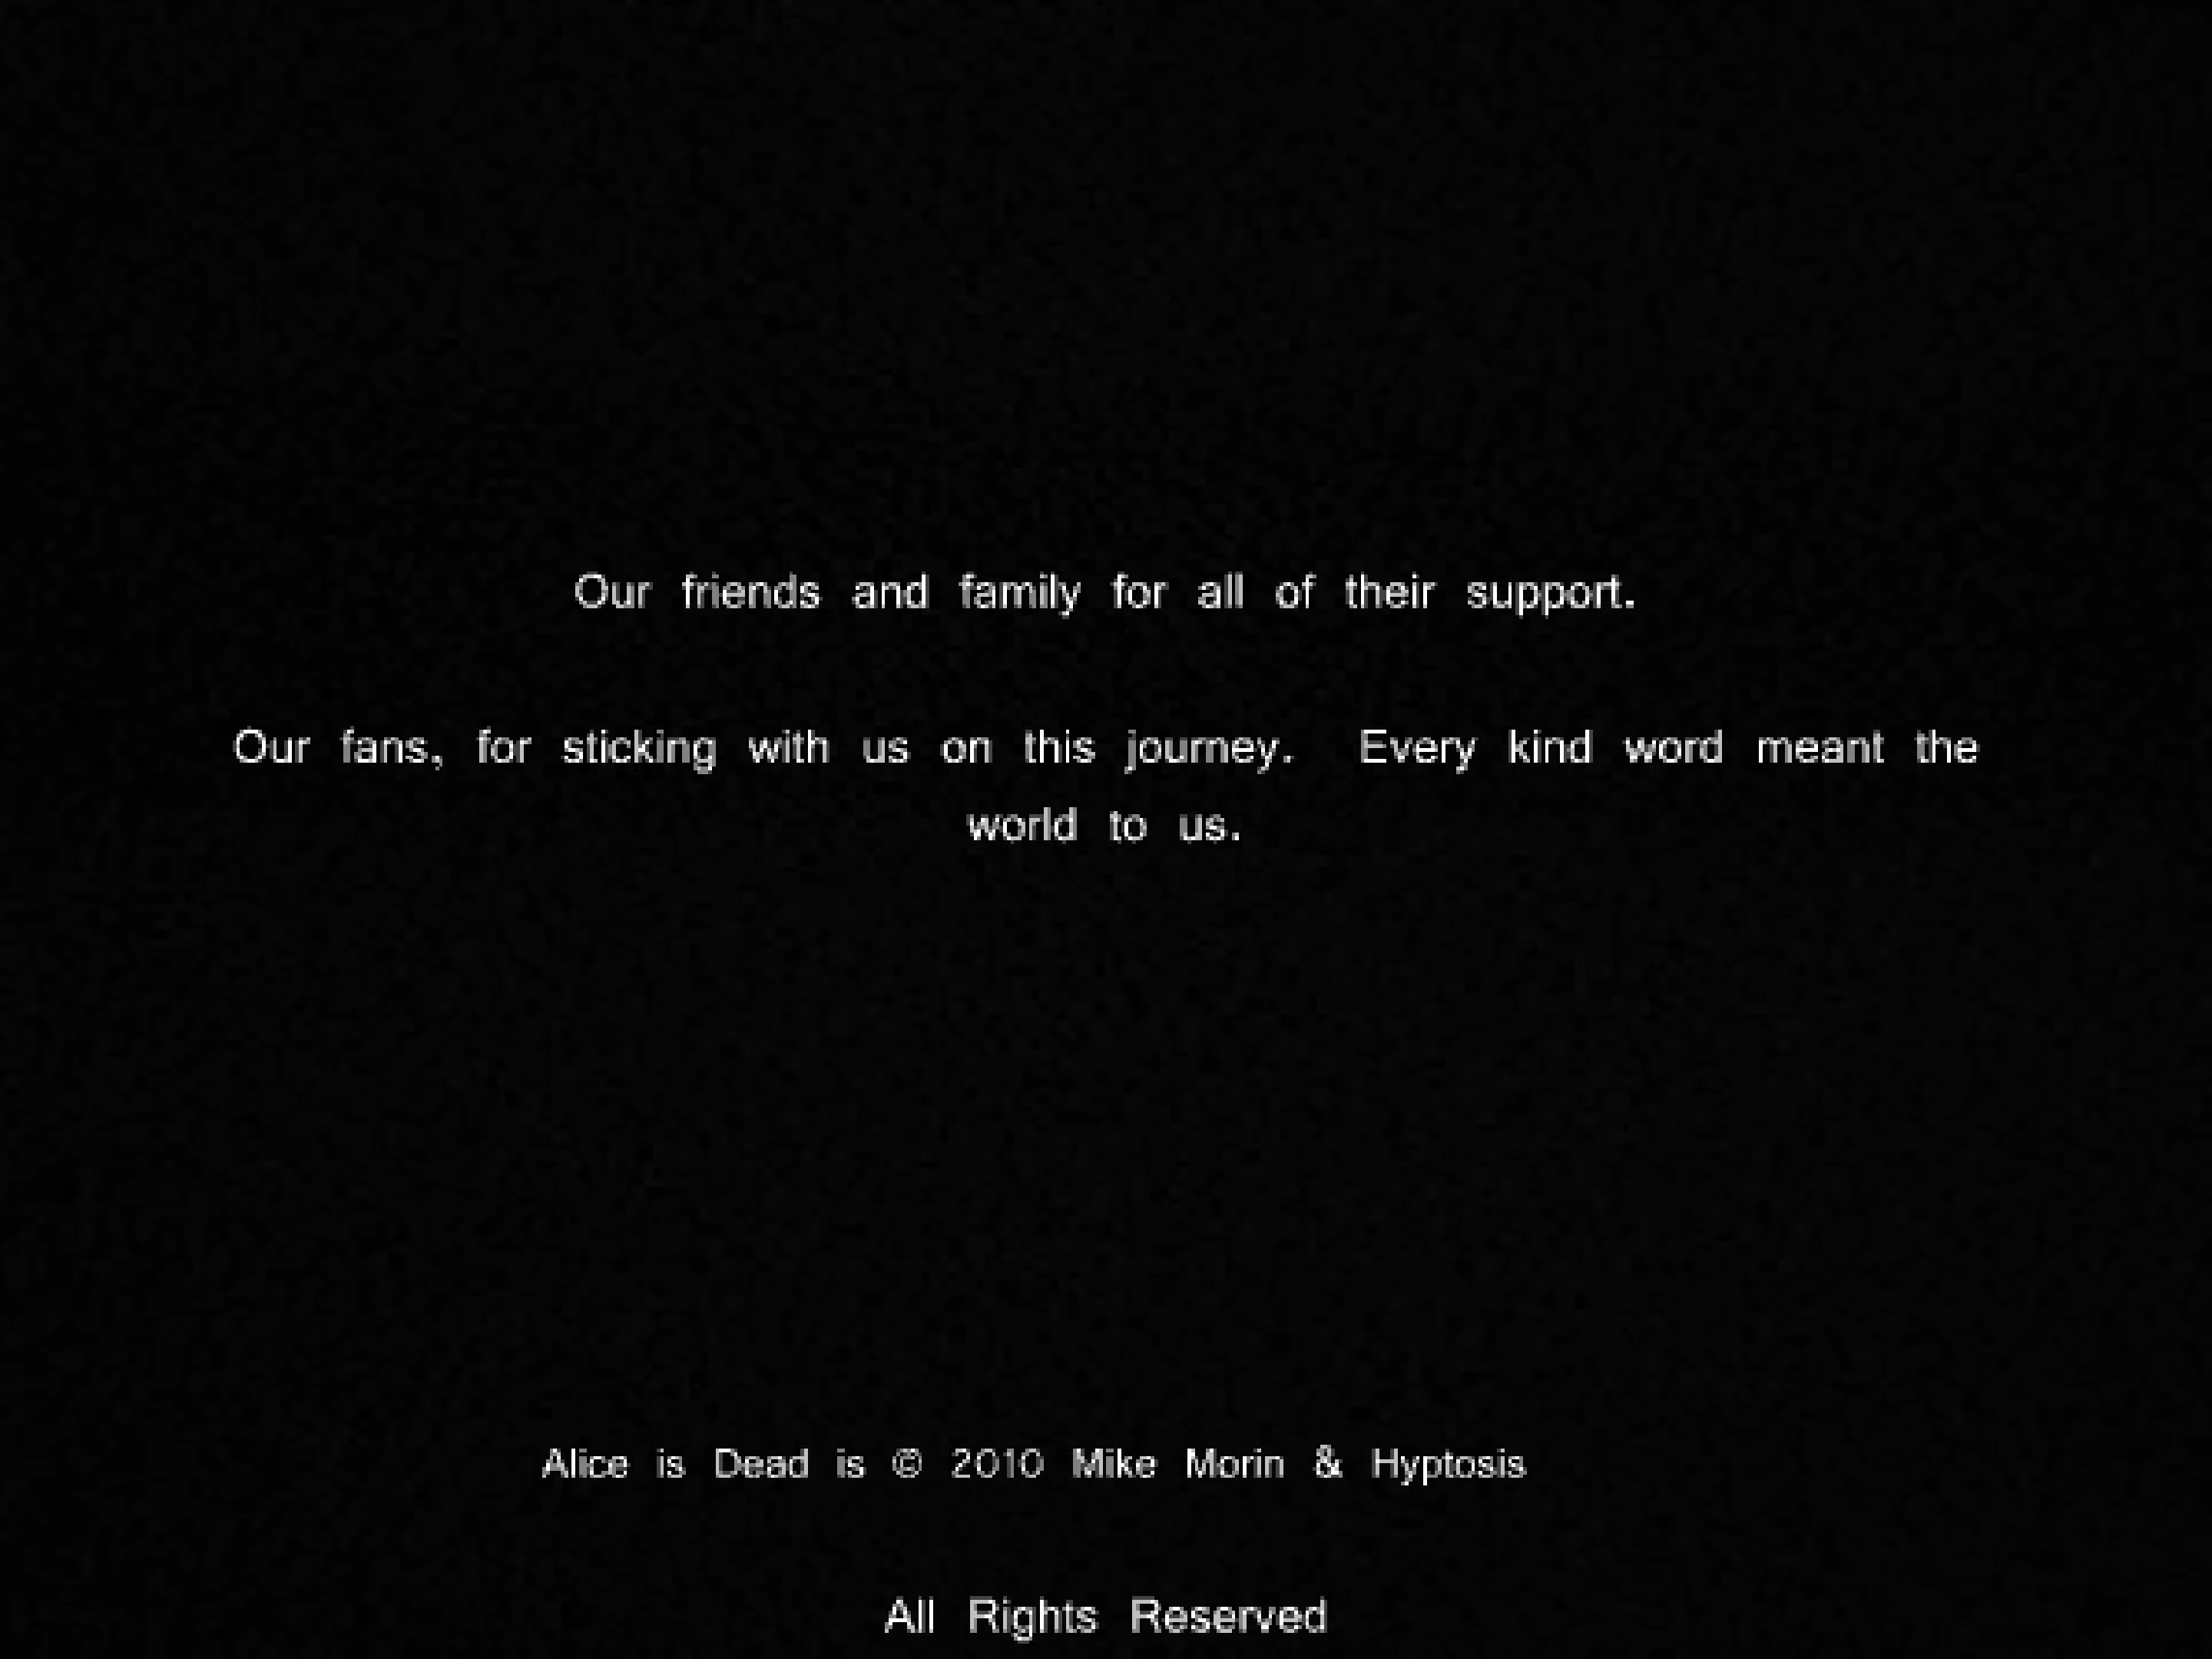 Our friends and family for all of their support.
Our fans, for sticking with us on this journey.  Every kind word meant the
world to us.
Alice is Dead is © 2010 Mike Morin & Hyptosis
All Rights Reserved